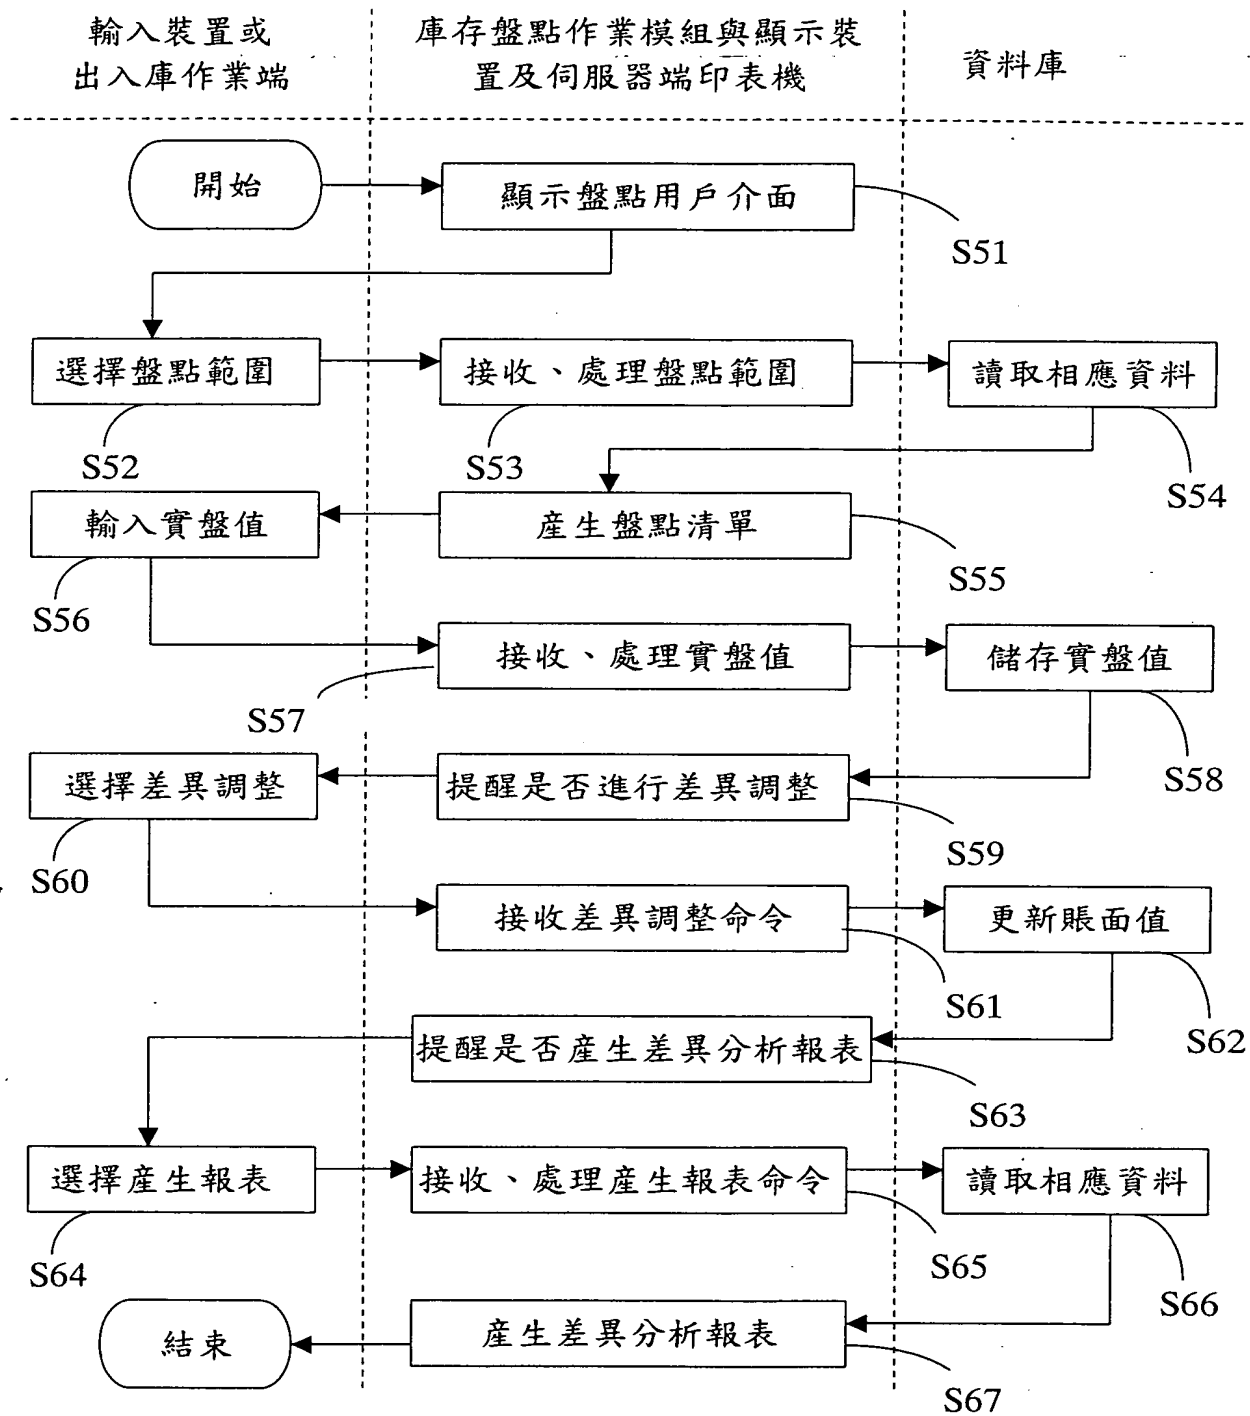 輸入裝置或
出入庫作業端
庫存盤點作業模組與顯示裝
置及伺服器端印表機
資料庫
開始
顯示盤點用戶介面
S51
選擇盤點範圍
接收、處理盤點範圍
讀取相應資料
S52
S53
S54
輸入實盤值
産生盤點清單
S55
S56
接收、處理實盤值
儲存實盤值
S57
S58
選擇差異調整
提醒是否進行差異調整
S59
S60
接收差異調整命令
更新賬面值
S61
S62
提醒是否産生差異分析報表
S63
選擇産生報表
接收、處理産生報表命令
讀取相應資料
S64
S65
S66
結束
産生差異分析報表
S67